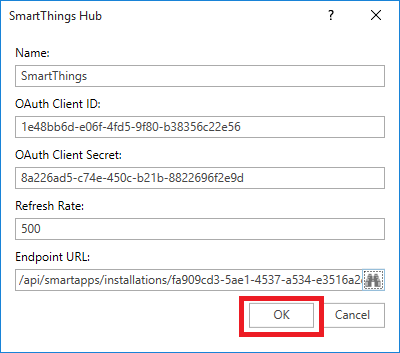 SmartThings Hub
Name:
SmartThings
OAuth Client ID:
1e48bb6d-e06f-4fd5-9f80-b38356c22e56
OAuth Client Secret:
8a226ad5-c74e-450c-b21b-8822696f2e9d
Refresh Rate:
500
Endpoint URL:
/api/smartapps/installations/fa909cd3-5ae1-4537-a534-e3516a2
OK Cancel